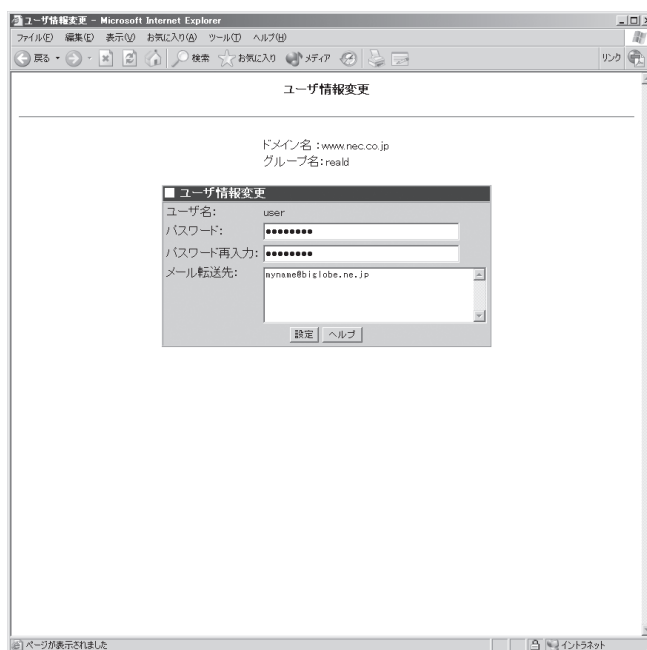 ユーザ情報変更 - Microsoft Internet Explorer
ファイル(F) 編集(E) 表示(V) お気に入り(A) ツール(T) ヘルプ(H)
戻る 検索 お気に入り メディア リンク
ユーザ情報変更
ドメイン名：www.nec.co.jp
グループ名：reald
■ ユーザ情報変更
ユーザ名: user
パスワード: ●●●●●●●●
パスワード再入力: ●●●●●●●●
メール転送先: myname@biglobe.ne.jp
設定 ヘルプ
ページが表示されました イントラネット